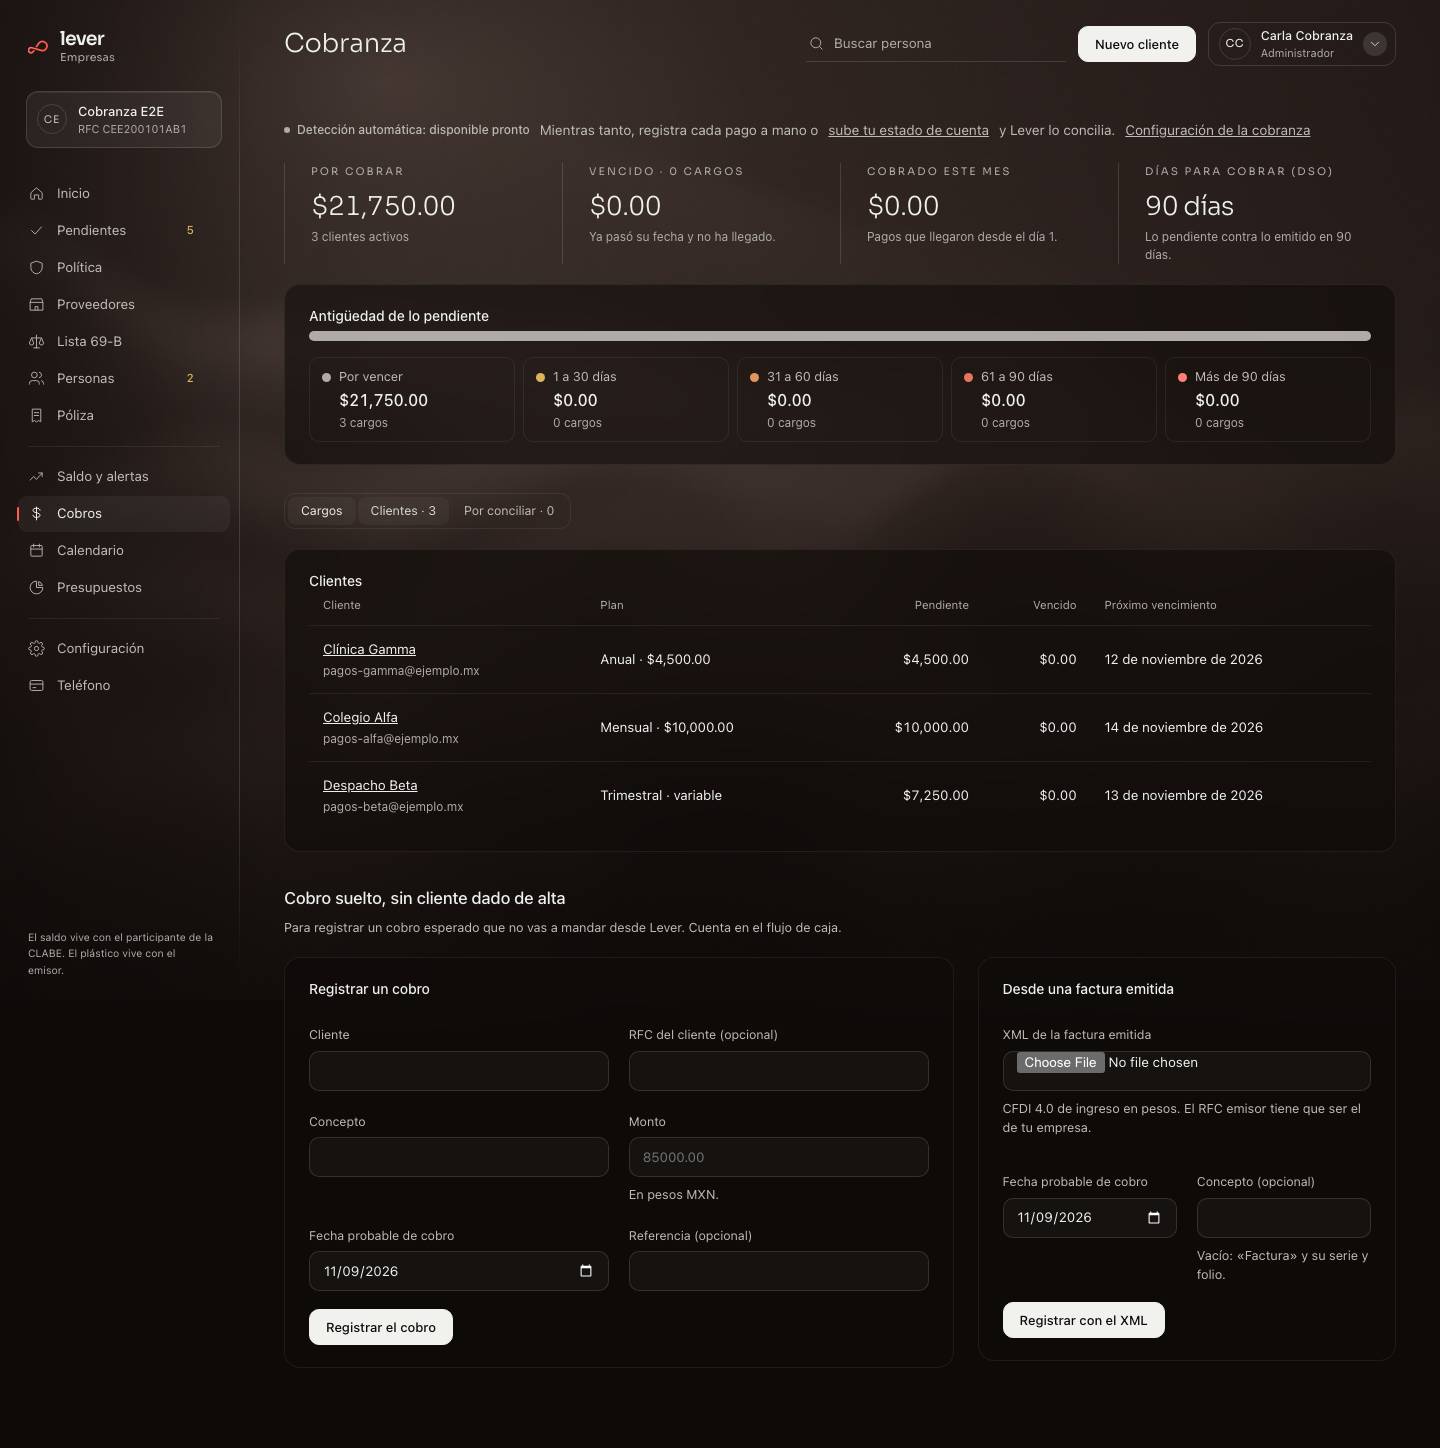 lever
Empresas
CE
Cobranza E2E
RFC CEE200101AB1
Inicio
Pendientes 5
Política
Proveedores
Lista 69-B
Personas 2
Póliza
Saldo y alertas
Cobros
Calendario
Presupuestos
Configuración
Teléfono
El saldo vive con el participante de la
CLABE. El plástico vive con el
emisor.
Cobranza
Buscar persona
Nuevo cliente
CC
Carla Cobranza
Administrador
Detección automática: disponible pronto Mientras tanto, registra cada pago a mano o sube tu estado de cuenta y Lever lo concilia. Configuración de la cobranza
POR COBRAR
$21,750.00
3 clientes activos
VENCIDO · 0 CARGOS
$0.00
Ya pasó su fecha y no ha llegado.
COBRADO ESTE MES
$0.00
Pagos que llegaron desde el día 1.
DÍAS PARA COBRAR (DSO)
90 días
Lo pendiente contra lo emitido en 90
días.
Antigüedad de lo pendiente
Por vencer
$21,750.00
3 cargos
1 a 30 días
$0.00
0 cargos
31 a 60 días
$0.00
0 cargos
61 a 90 días
$0.00
0 cargos
Más de 90 días
$0.00
0 cargos
Cargos Clientes · 3 Por conciliar · 0
Clientes
Cliente Plan Pendiente Vencido Próximo vencimiento
Clínica Gamma
pagos-gamma@ejemplo.mx
Anual · $4,500.00 $4,500.00 $0.00 12 de noviembre de 2026
Colegio Alfa
pagos-alfa@ejemplo.mx
Mensual · $10,000.00 $10,000.00 $0.00 14 de noviembre de 2026
Despacho Beta
pagos-beta@ejemplo.mx
Trimestral · variable $7,250.00 $0.00 13 de noviembre de 2026
Cobro suelto, sin cliente dado de alta
Para registrar un cobro esperado que no vas a mandar desde Lever. Cuenta en el flujo de caja.
Registrar un cobro
Cliente
RFC del cliente (opcional)
Concepto
Monto
85000.00
En pesos MXN.
Fecha probable de cobro
11/09/2026
Referencia (opcional)
Registrar el cobro
Desde una factura emitida
XML de la factura emitida
Choose File No file chosen
CFDI 4.0 de ingreso en pesos. El RFC emisor tiene que ser el
de tu empresa.
Fecha probable de cobro
11/09/2026
Concepto (opcional)
Vacío: «Factura» y su serie y
folio.
Registrar con el XML